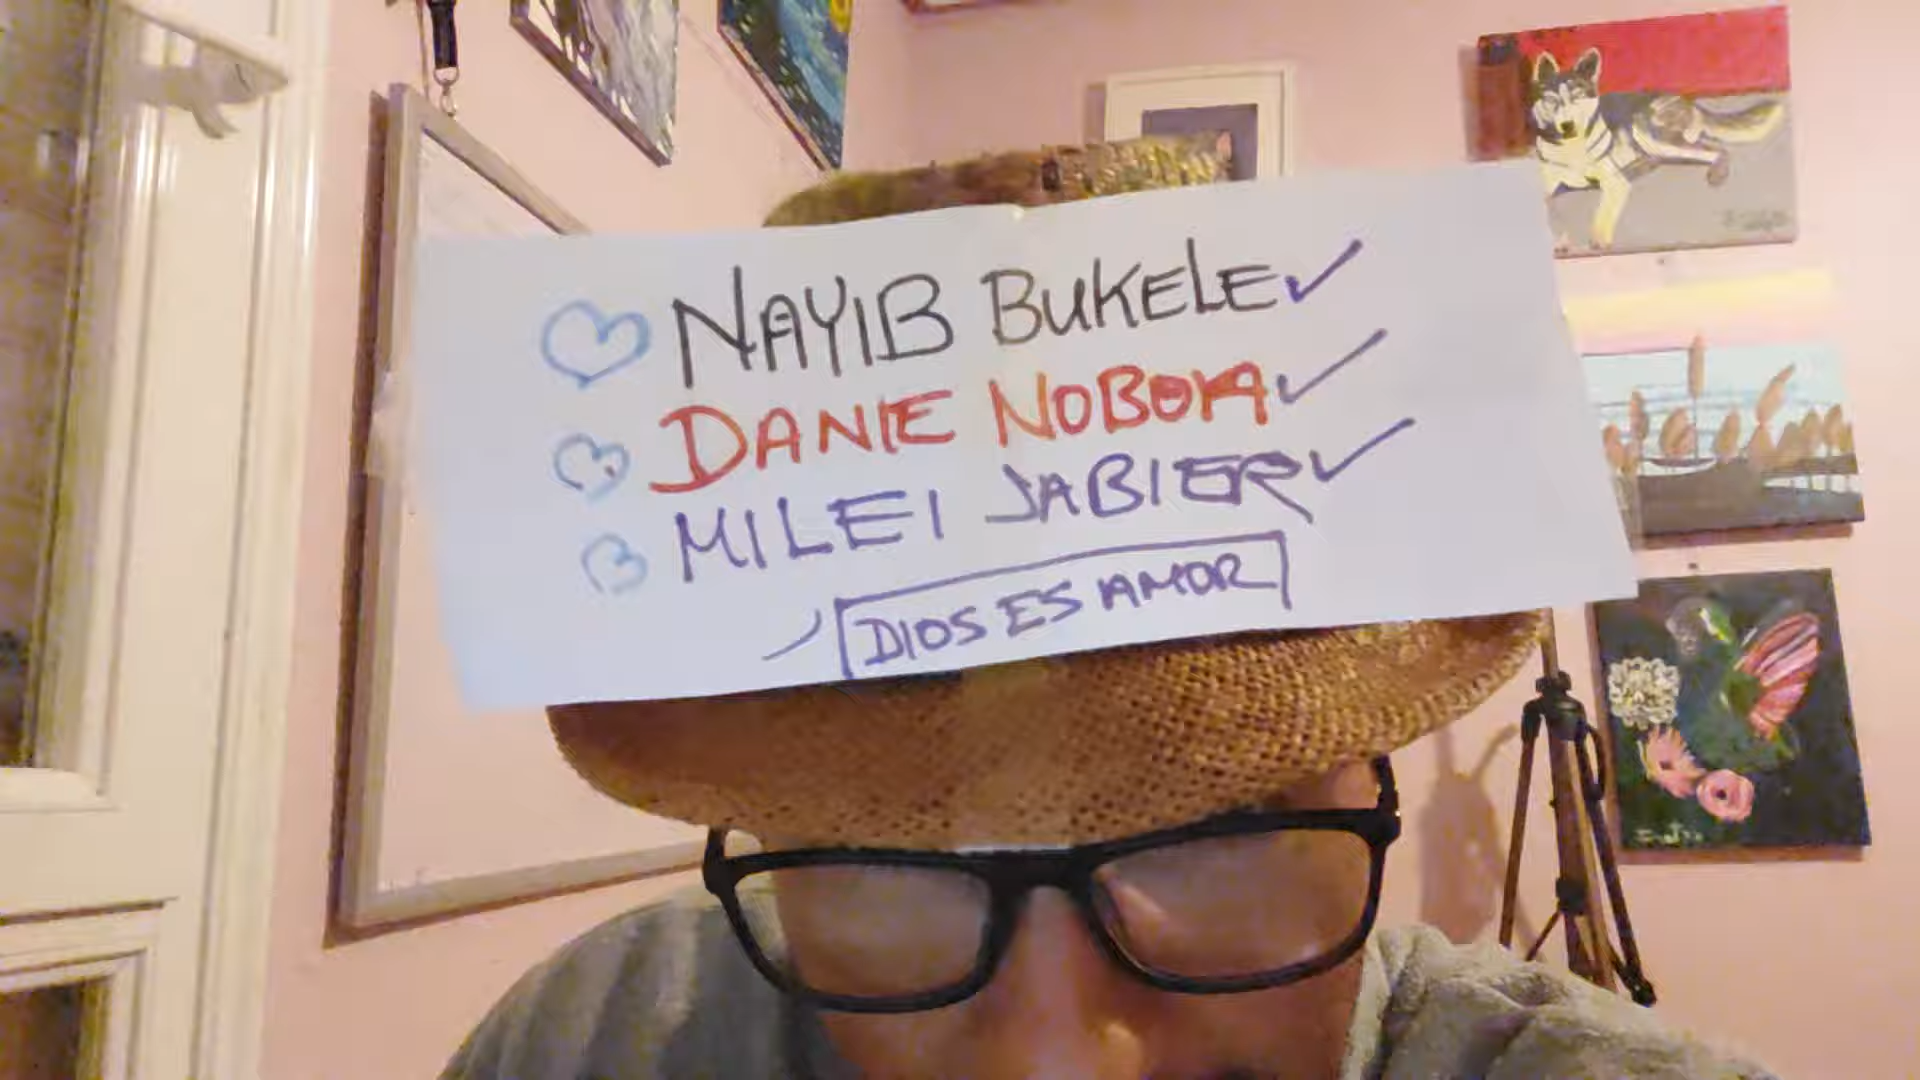 NAYIB BUKELE
DANIE NOBOA
MILEI JABIER
DIOS ES AMOR